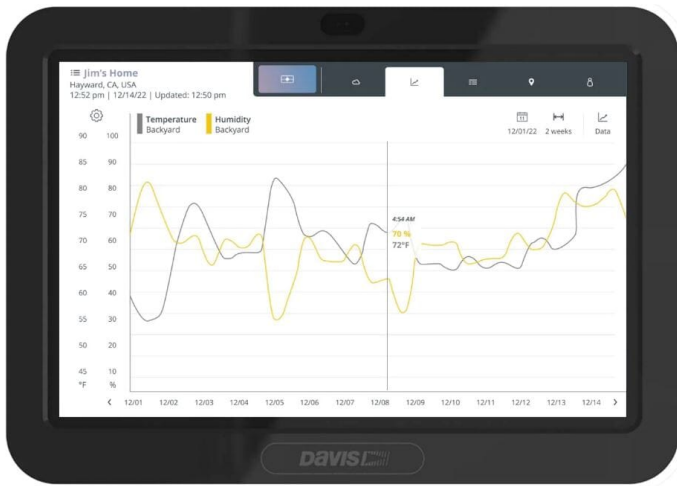 Jim's Home
Hayward, CA, USA
12:52 pm | 12/14/22 | Updated: 12:50 pm
Temperature
Backyard
Humidity
Backyard
11
12/01/22
2 weeks
Data
90 100
85 90
80 80
75 70
70 60
65 50
60 40
55 30
50 20
45 10
°F %
4:54 AM
70 %
72°F
12/01 12/02 12/03 12/04 12/05 12/06 12/07 12/08 12/09 12/10 12/11 12/12 12/13 12/14
DAVIS